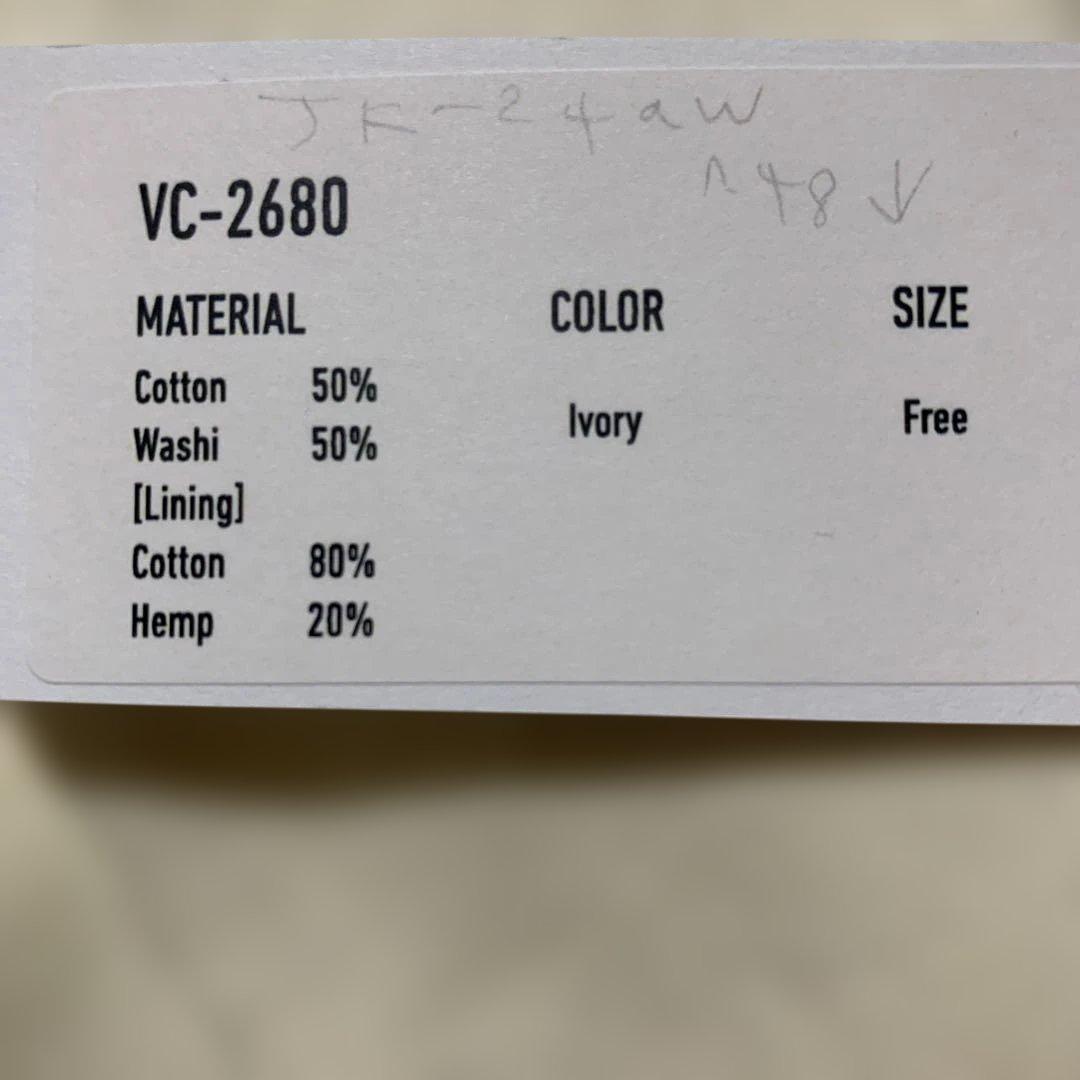 JK-24aw
^48↓
VC-2680
MATERIAL COLOR SIZE
Cotton 50%
Ivory Free
Washi 50%
[Lining]
Cotton 80%
Hemp 20%